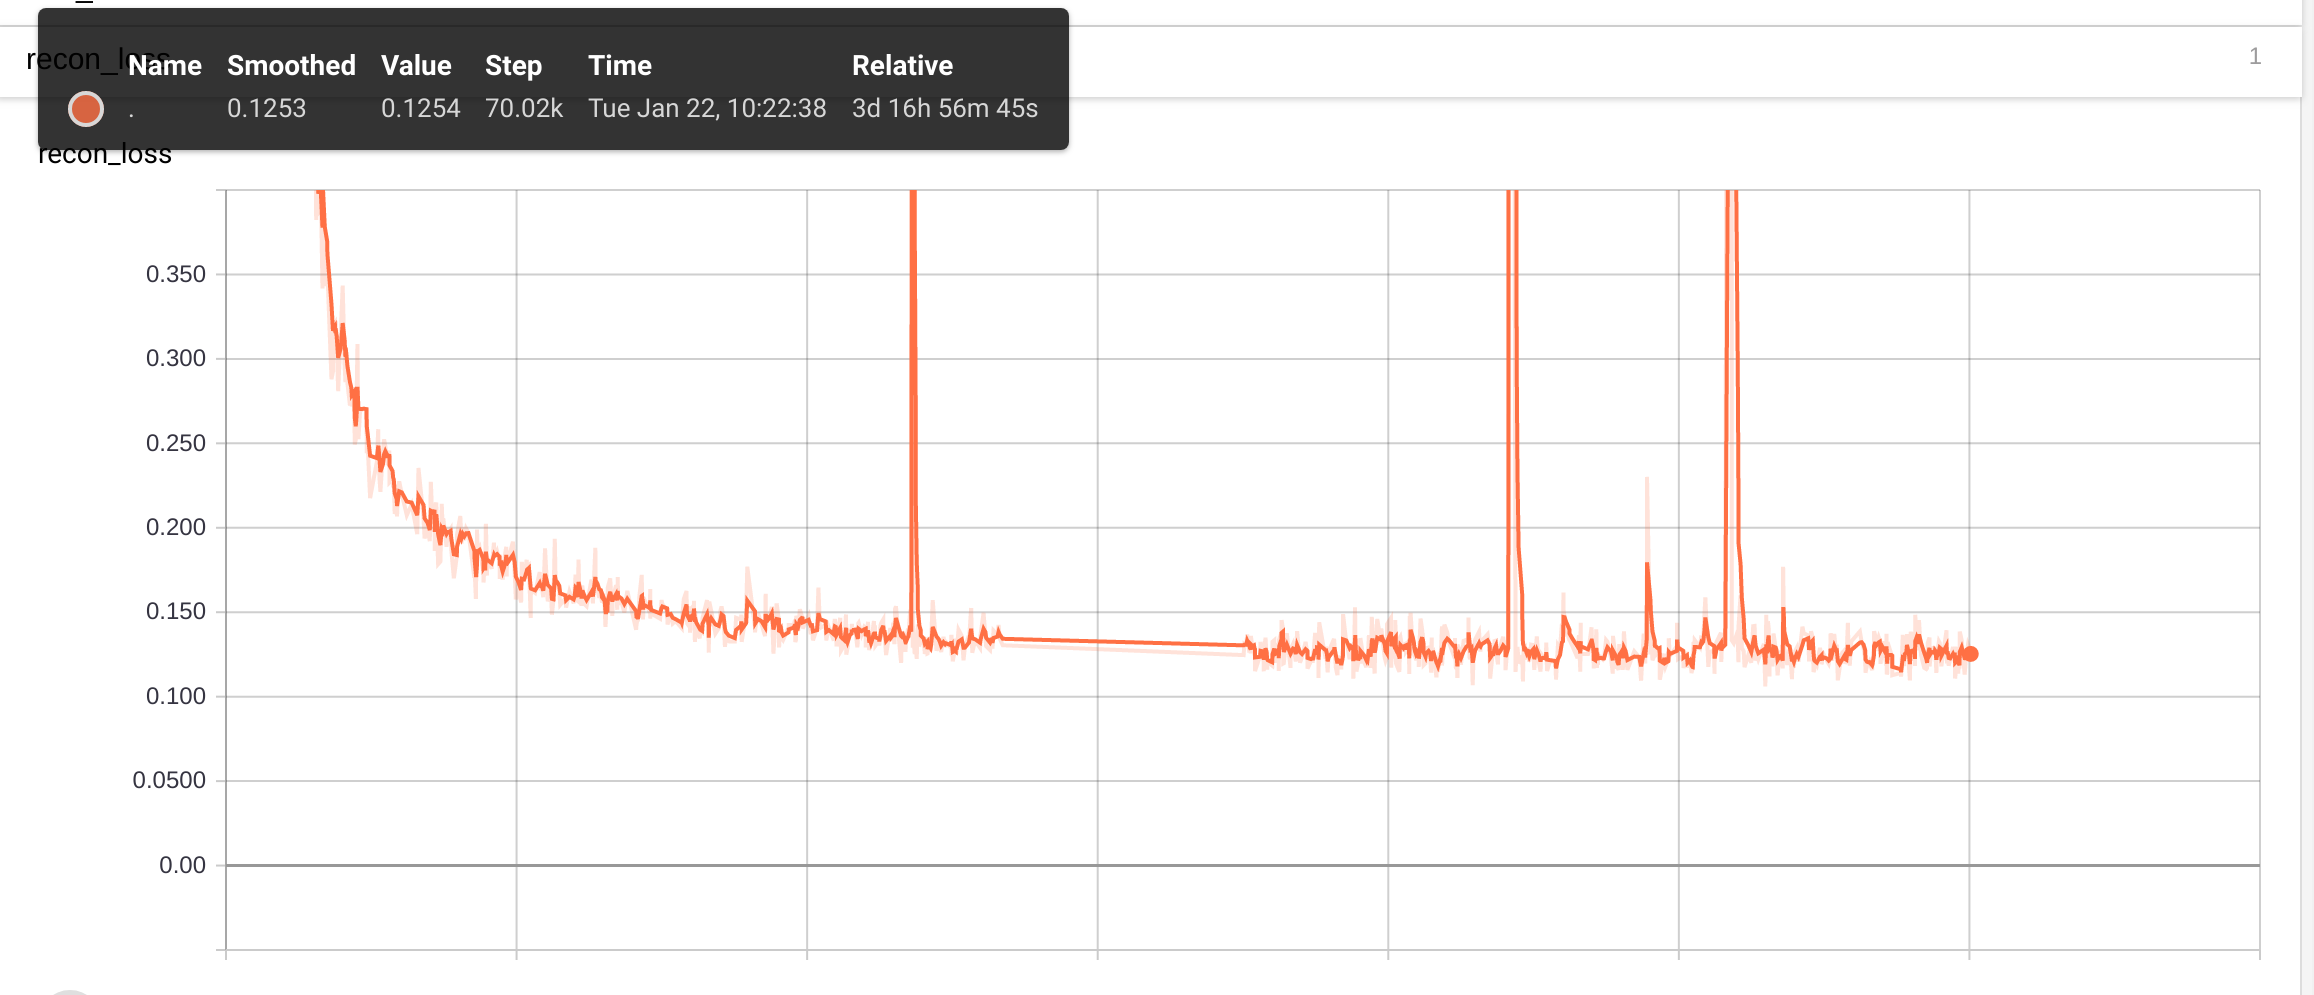 recon_loss
1
Name Smoothed Value Step Time Relative
. 0.1253 0.1254 70.02k Tue Jan 22, 10:22:38 3d 16h 56m 45s
recon_loss
0.350
0.300
0.250
0.200
0.150
0.100
0.0500
0.00